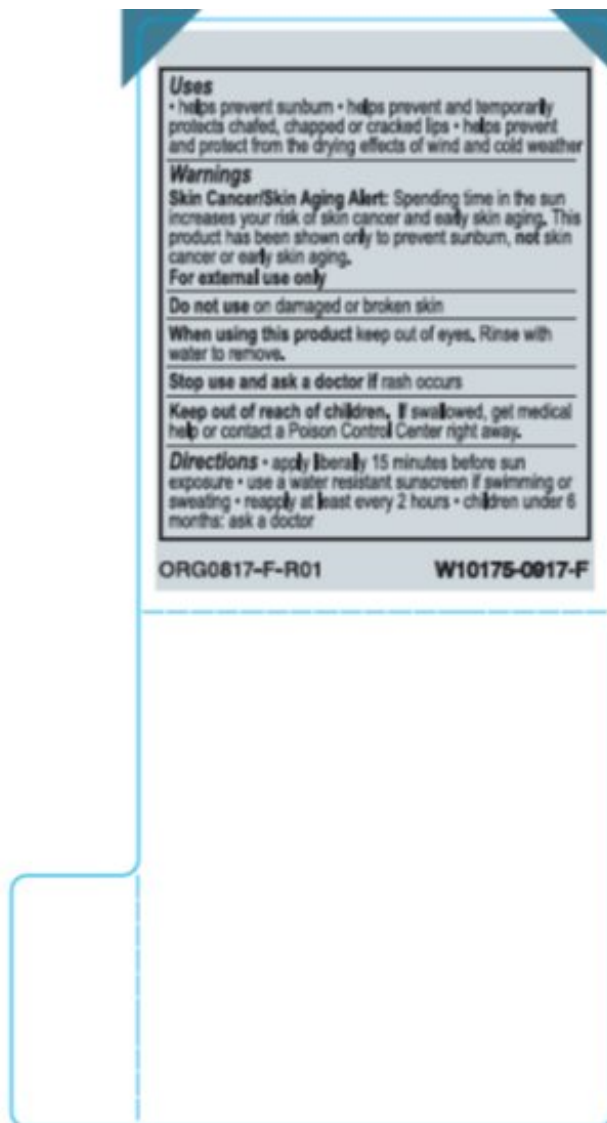 Uses
• helps prevent sunburn • helps prevent and temporarily
protects chafed, chapped or cracked lips • helps prevent
and protect from the drying effects of wind and cold weather
Warnings
Skin Cancer/Skin Aging Alert: Spending time in the sun
increases your risk of skin cancer and early skin aging. This
product has been shown only to prevent sunburn, not skin
cancer or early skin aging.
For external use only
Do not use on damaged or broken skin
When using this product keep out of eyes. Rinse with
water to remove.
Stop use and ask a doctor if rash occurs
Keep out of reach of children. If swallowed, get medical
help or contact a Poison Control Center right away.
Directions • apply liberally 15 minutes before sun
exposure • use a water resistant sunscreen if swimming or
sweating • reapply at least every 2 hours • children under 6
months: ask a doctor
ORG0817-F-R01 W10175-0917-F